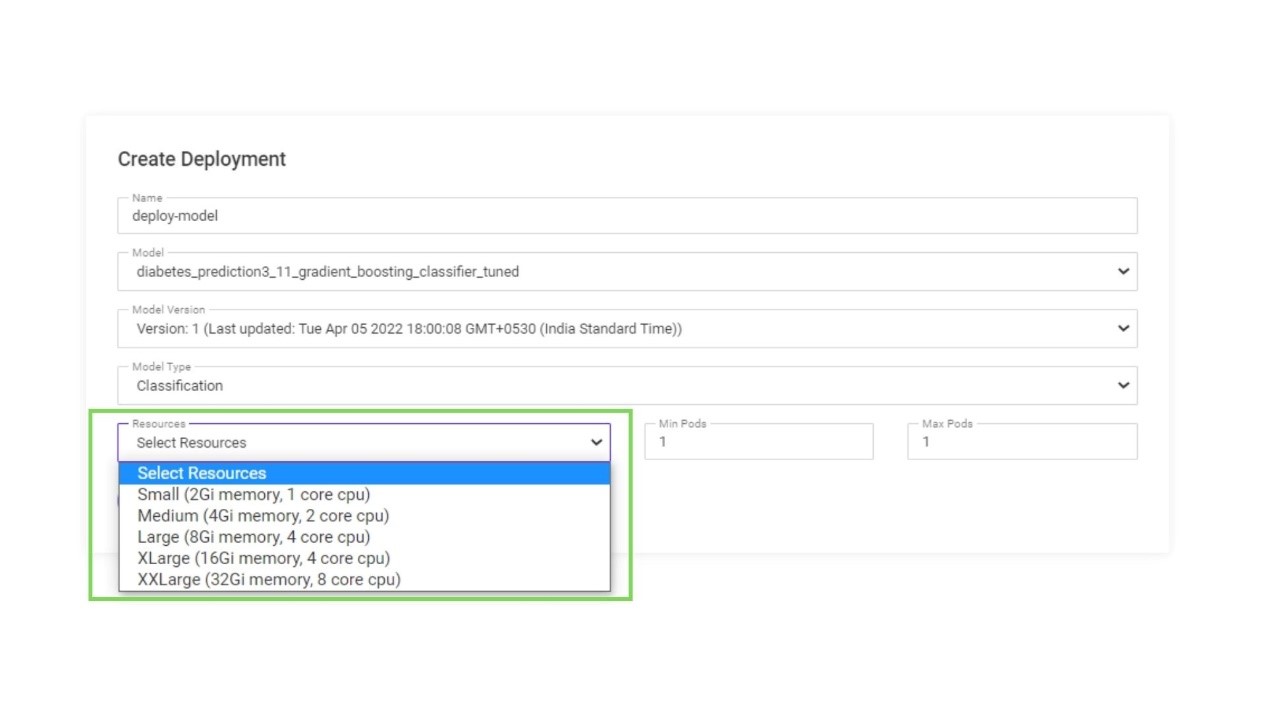 Create Deployment
Name
deploy-model
Model
diabetes_prediction3_11_gradient_boosting_classifier_tuned
Model Version
Version: 1 (Last updated: Tue Apr 05 2022 18:00:08 GMT+0530 (India Standard Time))
Model Type
Classification
Resources
Select Resources
Min Pods
1
Max Pods
1
Select Resources
Small (2Gi memory, 1 core cpu)
Medium (4Gi memory, 2 core cpu)
Large (8Gi memory, 4 core cpu)
XLarge (16Gi memory, 4 core cpu)
XXLarge (32Gi memory, 8 core cpu)